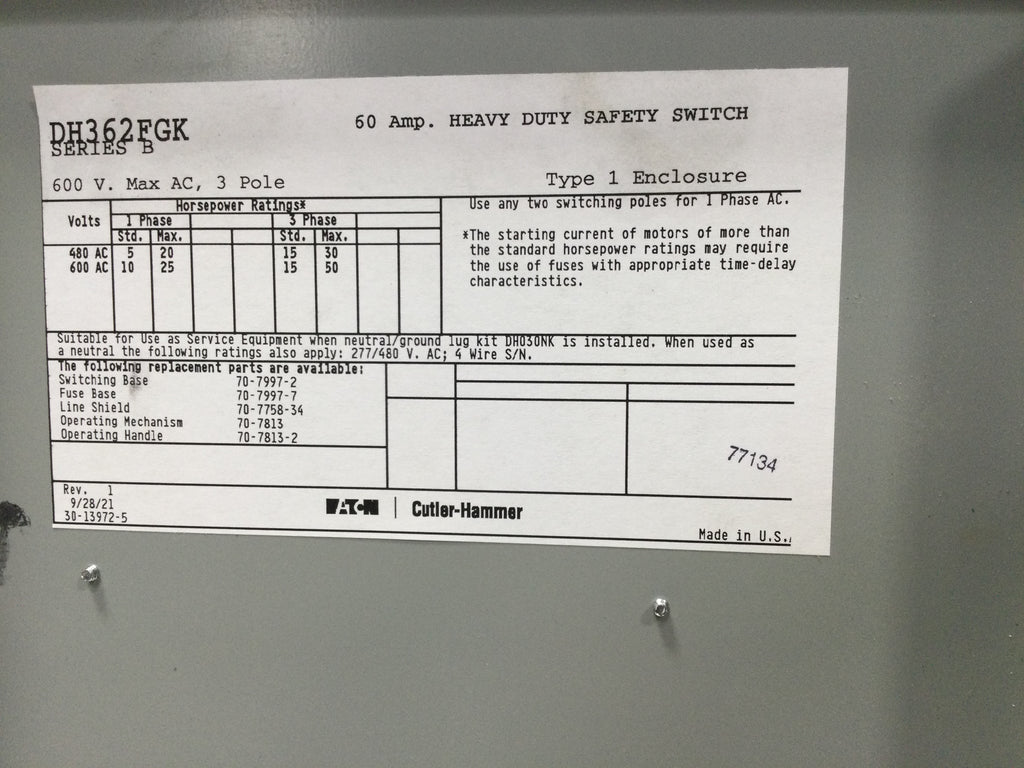 DH362FGK
SERIES B
60 Amp. HEAVY DUTY SAFETY SWITCH
600 V. Max AC, 3 Pole
Type 1 Enclosure
Horsepower Ratings*
Volts
1 Phase
3 Phase
Std. Max. Std. Max.
480 AC 5 20 15 30
600 AC 10 25 15 50
Use any two switching poles for 1 Phase AC.
*The starting current of motors of more than
the standard horsepower ratings may require
the use of fuses with appropriate time-delay
characteristics.
Suitable for Use as Service Equipment when neutral/ground lug kit DH030NK is installed. When used as
a neutral the following ratings also apply: 277/480 V. AC; 4 Wire S/N.
The following replacement parts are available:
Switching Base 70-7997-2
Fuse Base 70-7997-7
Line Shield 70-7758-34
Operating Mechanism 70-7813
Operating Handle 70-7813-2
77134
Rev. 1
9/28/21
30-13972-5
EATON | Cutler-Hammer
Made in U.S.